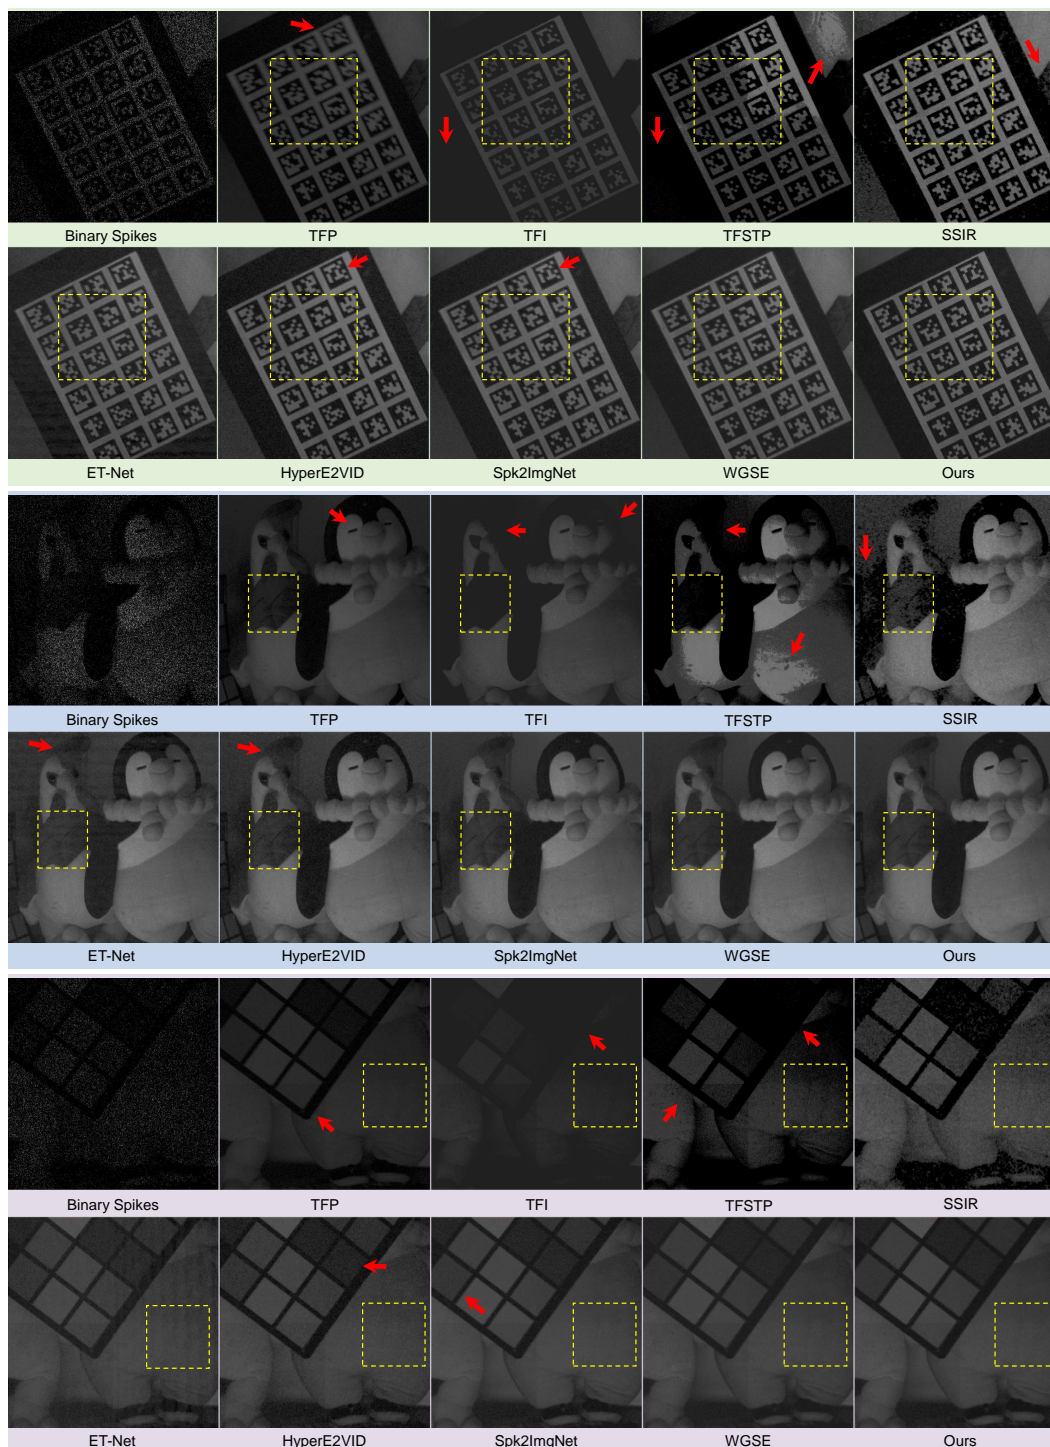 Binary Spikes TFP TFI TFSTP SSIR
ET-Net HyperE2VID Spk2ImgNet WGSE Ours
Binary Spikes TFP TFI TFSTP SSIR
ET-Net HyperE2VID Spk2ImgNet WGSE Ours
Binary Spikes TFP TFI TFSTP SSIR
ET-Net HyperE2VID Spk2ImgNet WGSE Ours